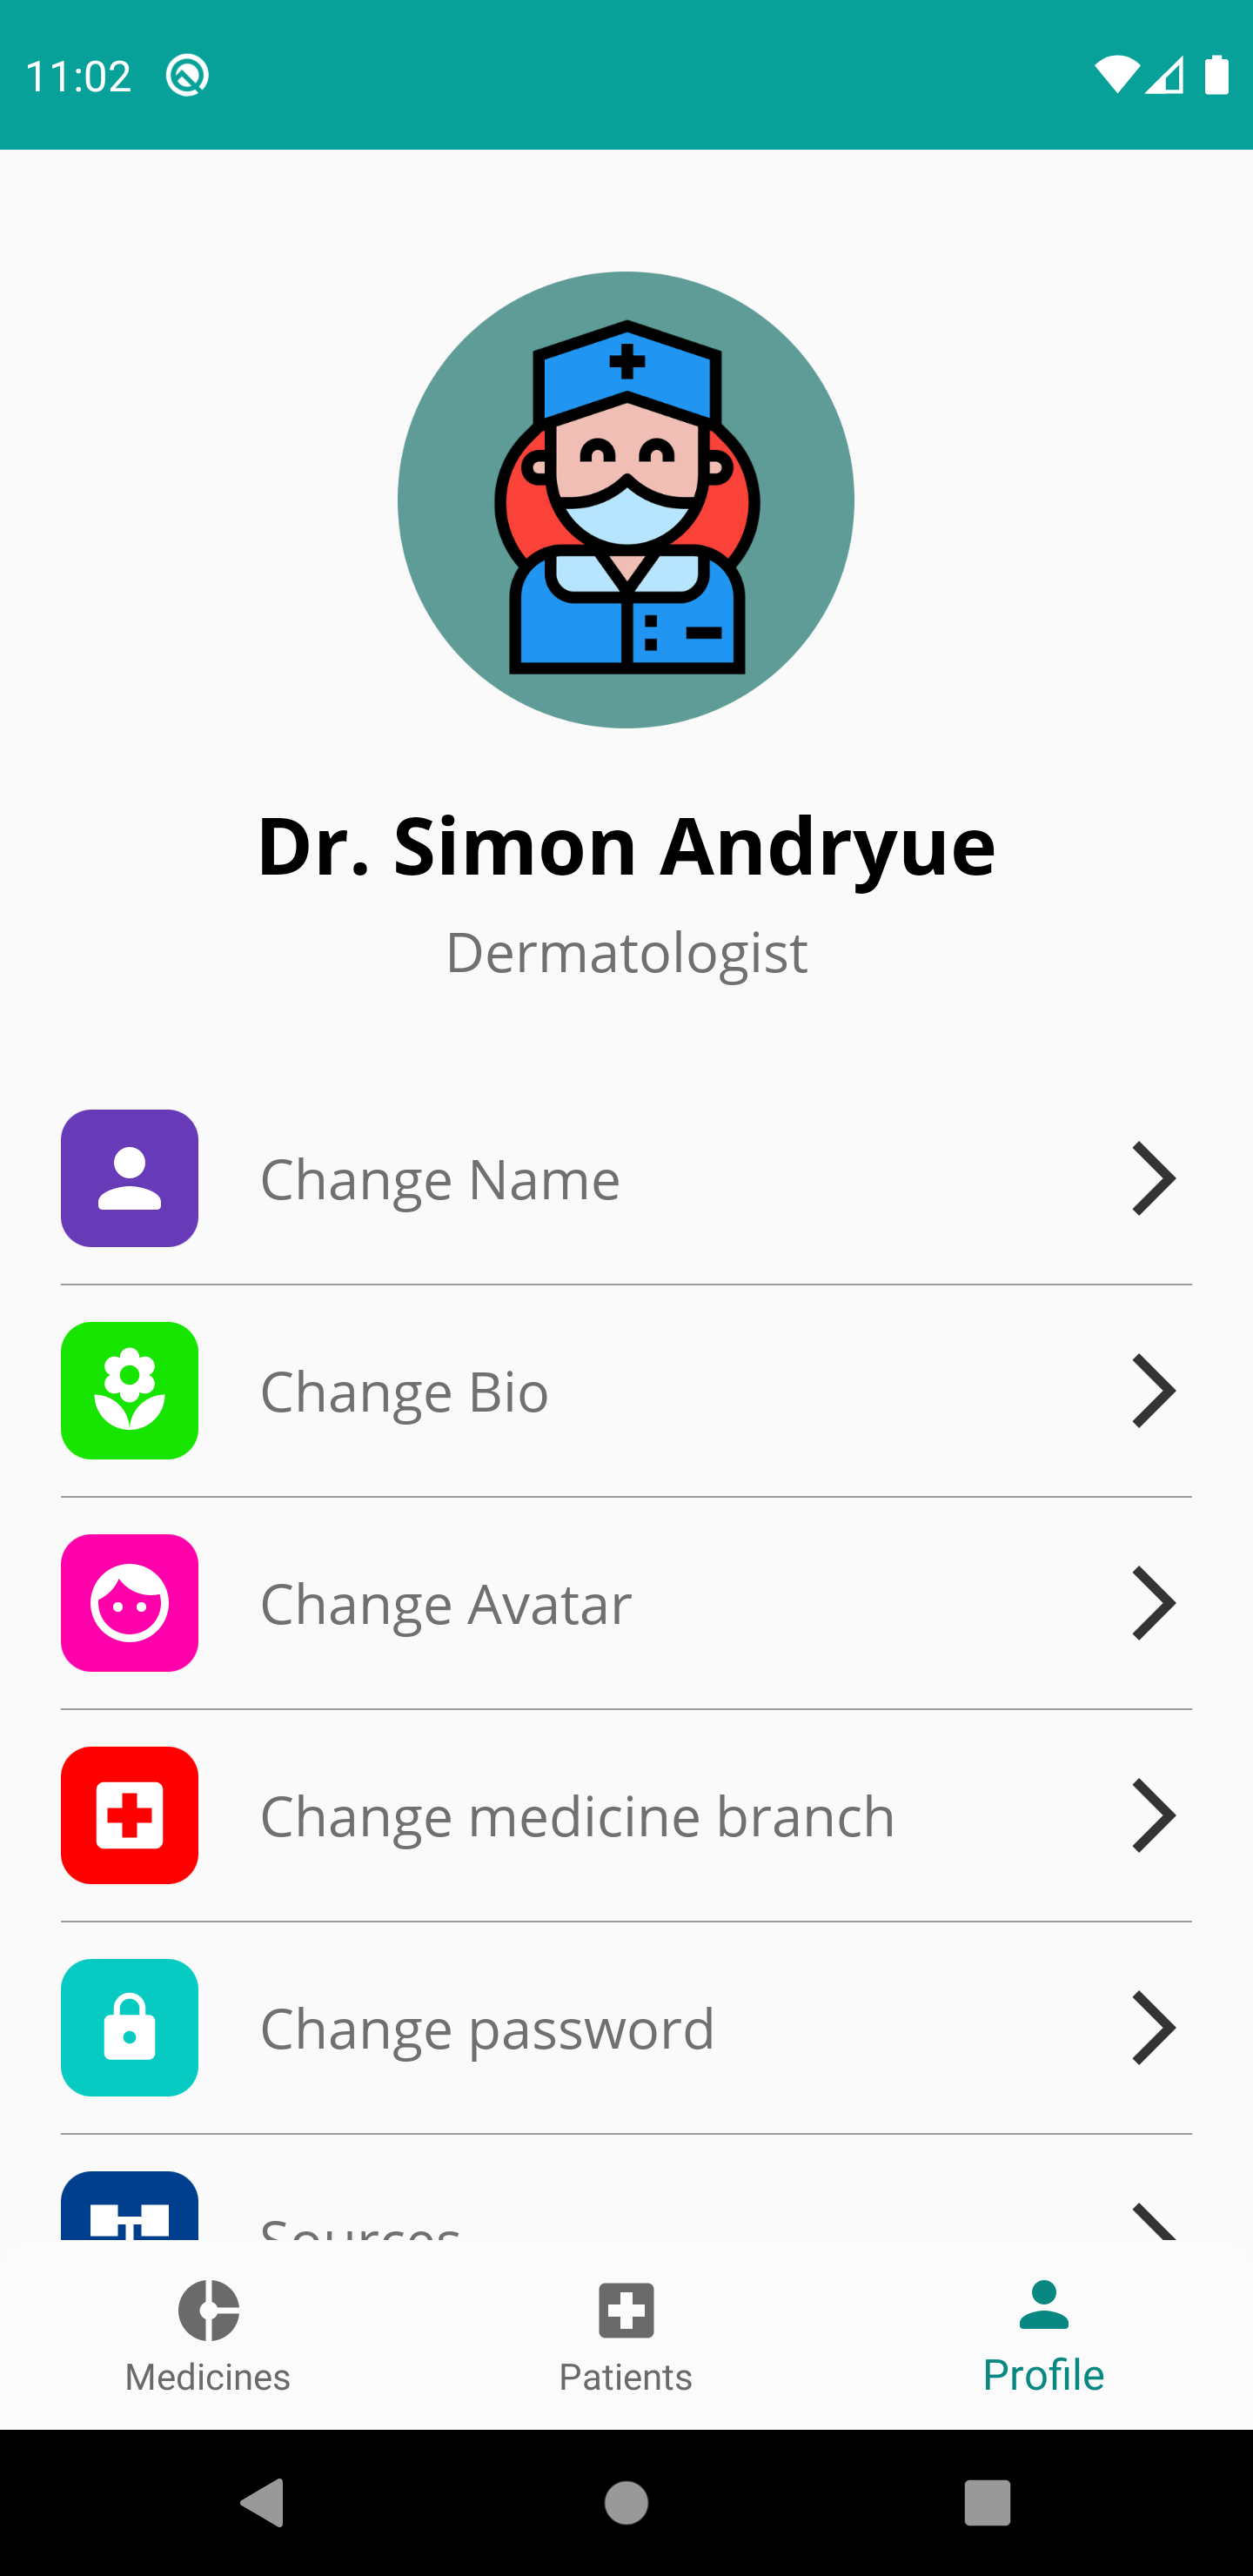 11:02
Dr. Simon Andryue
Dermatologist
Change Name
Change Bio
Change Avatar
Change medicine branch
Change password
Sources
Medicines
Patients
Profile